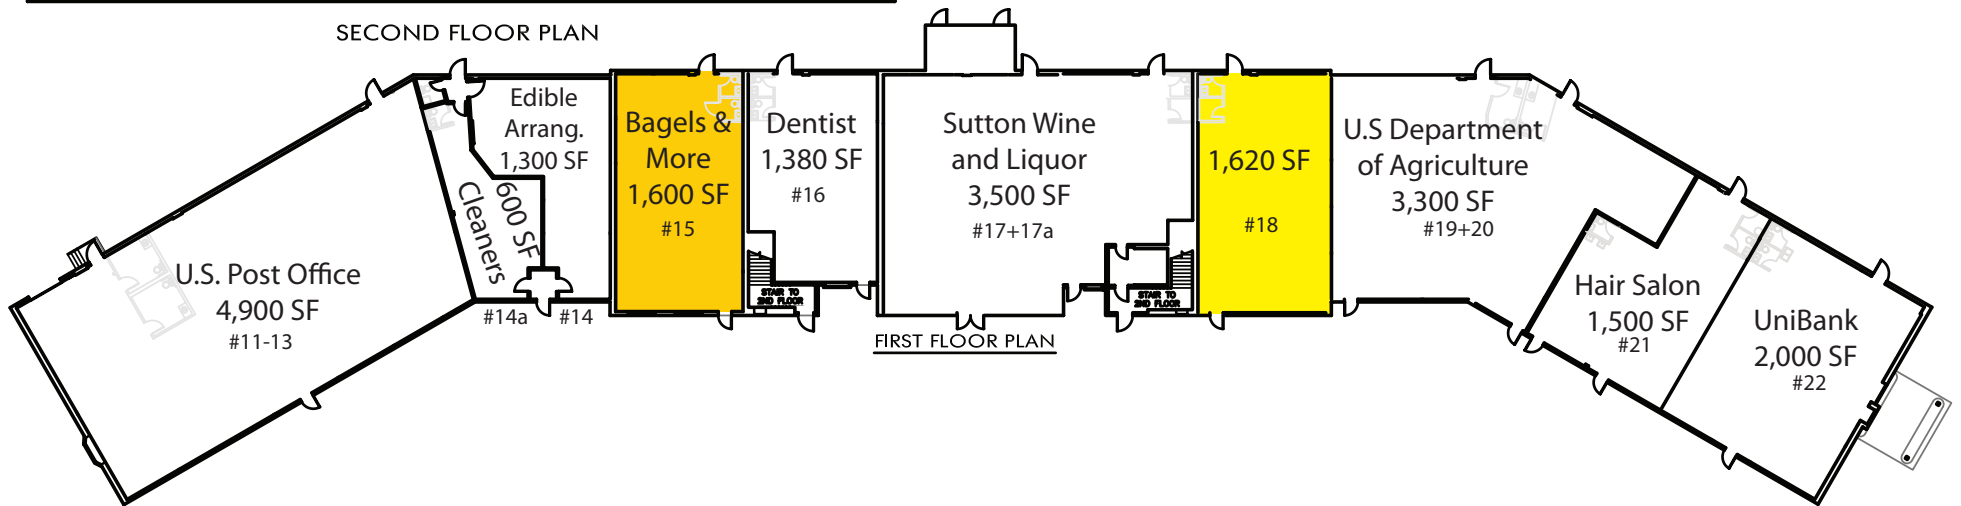 SECOND FLOOR PLAN
U.S. Post Office
4,900 SF
#11-13
600 SF
Cleaners
#14a
Edible
Arrang.
1,300 SF
#14
Bagels &
More
1,600 SF
#15
Dentist
1,380 SF
#16
STAIR TO
2ND FLOOR
Sutton Wine
and Liquor
3,500 SF
#17+17a
STAIR TO
2ND FLOOR
FIRST FLOOR PLAN
1,620 SF
#18
U.S Department
of Agriculture
3,300 SF
#19+20
Hair Salon
1,500 SF
#21
UniBank
2,000 SF
#22